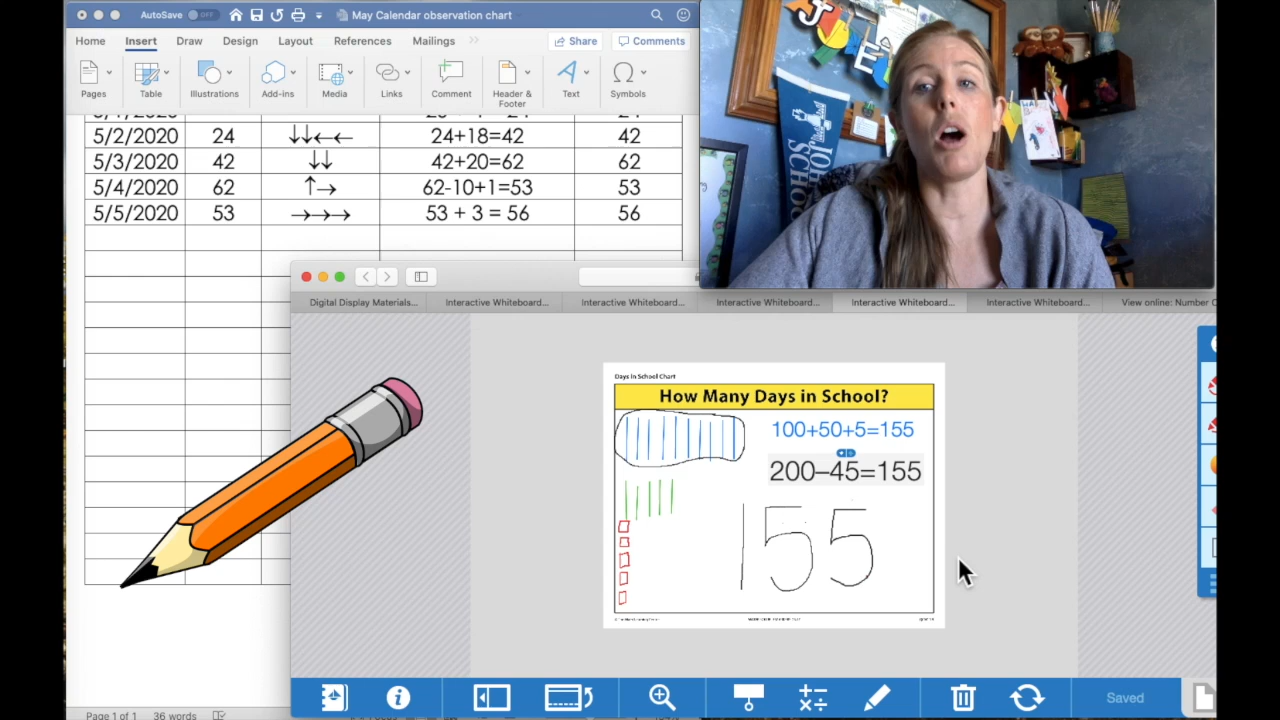 AutoSave OFF May Calendar observation chart
Home Insert Draw Design Layout References Mailings Share Comments
Pages Table Illustrations Add-ins Media Links Comment Header & Footer Text Symbols
5/2/2020 24 ↓↓←← 24+18=42 42
5/3/2020 42 ↓↓ 42+20=62 62
5/4/2020 62 ↑→ 62-10+1=53 53
5/5/2020 53 →→→ 53 + 3 = 56 56
Digital Display Materials... Interactive Whiteboard... Interactive Whiteboard... Interactive Whiteboard... Interactive Whiteboard... Interactive Whiteboard... View online: Number
Days in School Chart
How Many Days in School?
100+50+5=155
200–45=155
155
Saved
Page 1 of 1 36 words